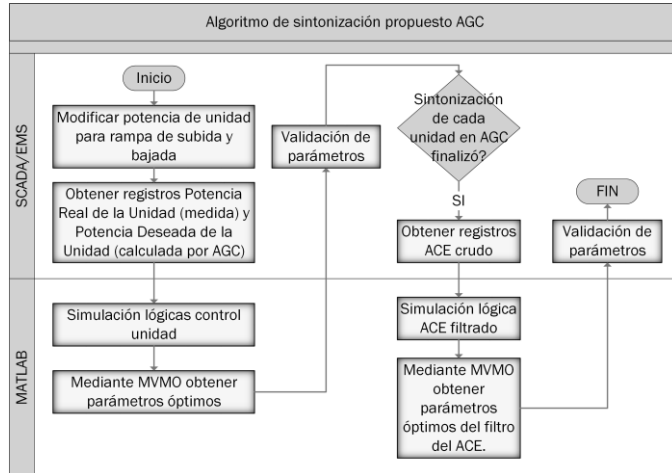 Algoritmo de sintonización propuesto AGC
SCADA/EMS
Inicio
Modificar potencia de unidad
para rampa de subida y
bajada
Obtener registros Potencia
Real de la Unidad (medida) y
Potencia Deseada de la
Unidad (calculada por AGC)
Validación de
parámetros
Sintonización
de cada
unidad en AGC
finalizó?
SI
Obtener registros
ACE crudo
FIN
Validación de
parámetros
MATLAB
Simulación lógicas control
unidad
Mediante MVMO obtener
parámetros óptimos
Simulación lógica
ACE filtrado
Mediante MVMO
obtener
parámetros
óptimos del filtro
del ACE.